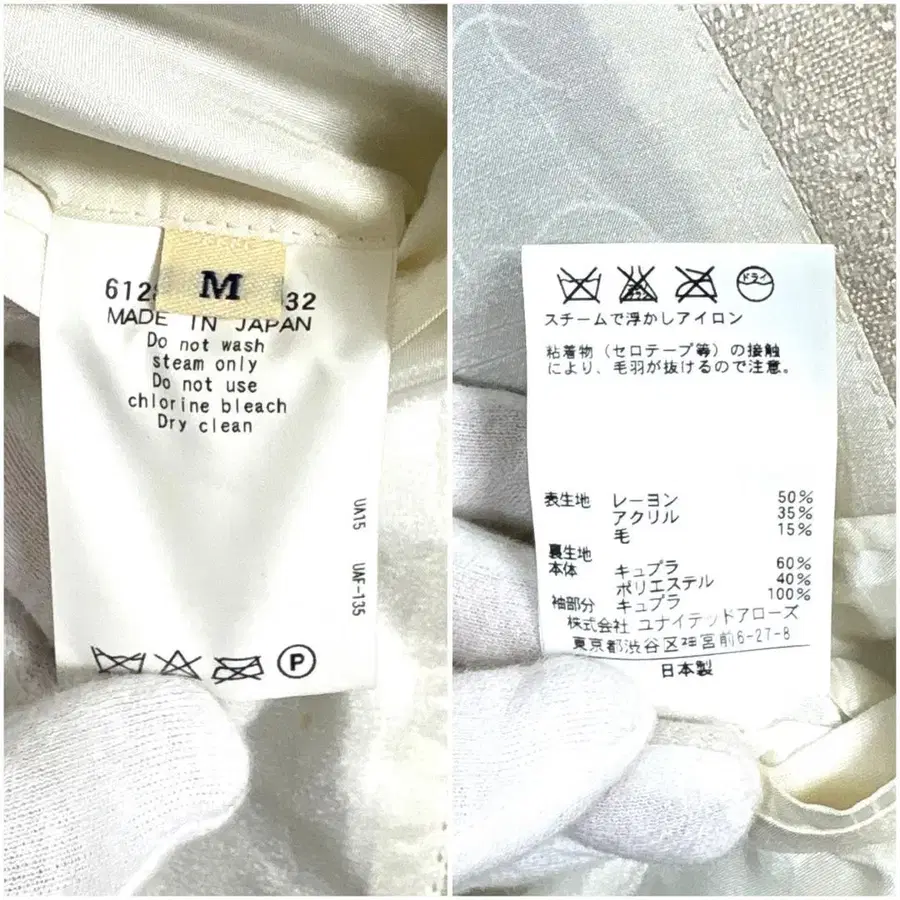 M
612 32
MADE IN JAPAN
Do not wash
steam only
Do not use
chlorine bleach
Dry clean
UA15 UAF-135
P
ドライ
スチームで浮かしアイロン
粘着物(セロテープ等)の接触
により、毛羽が抜けるので注意。
表生地 レーヨン 50%
アクリル 35%
毛 15%
裏生地
本体 キュプラ 60%
ポリエステル 40%
袖部分 キュプラ 100%
株式会社 ユナイテッドアローズ
東京都渋谷区神宮前6-27-8
日本製